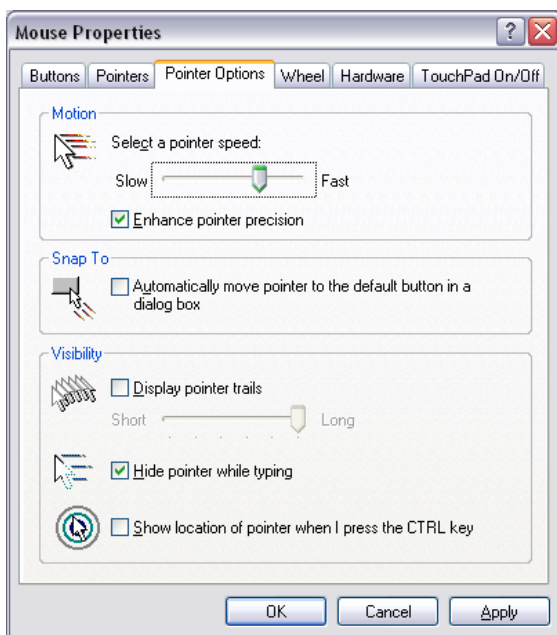 Mouse Properties
Buttons Pointers Pointer Options Wheel Hardware TouchPad On/Off
Motion
Select a pointer speed:
Slow Fast
Enhance pointer precision
Snap To
Automatically move pointer to the default button in a
dialog box
Visibility
Display pointer trails
Short Long
Hide pointer while typing
Show location of pointer when I press the CTRL key
OK Cancel Apply